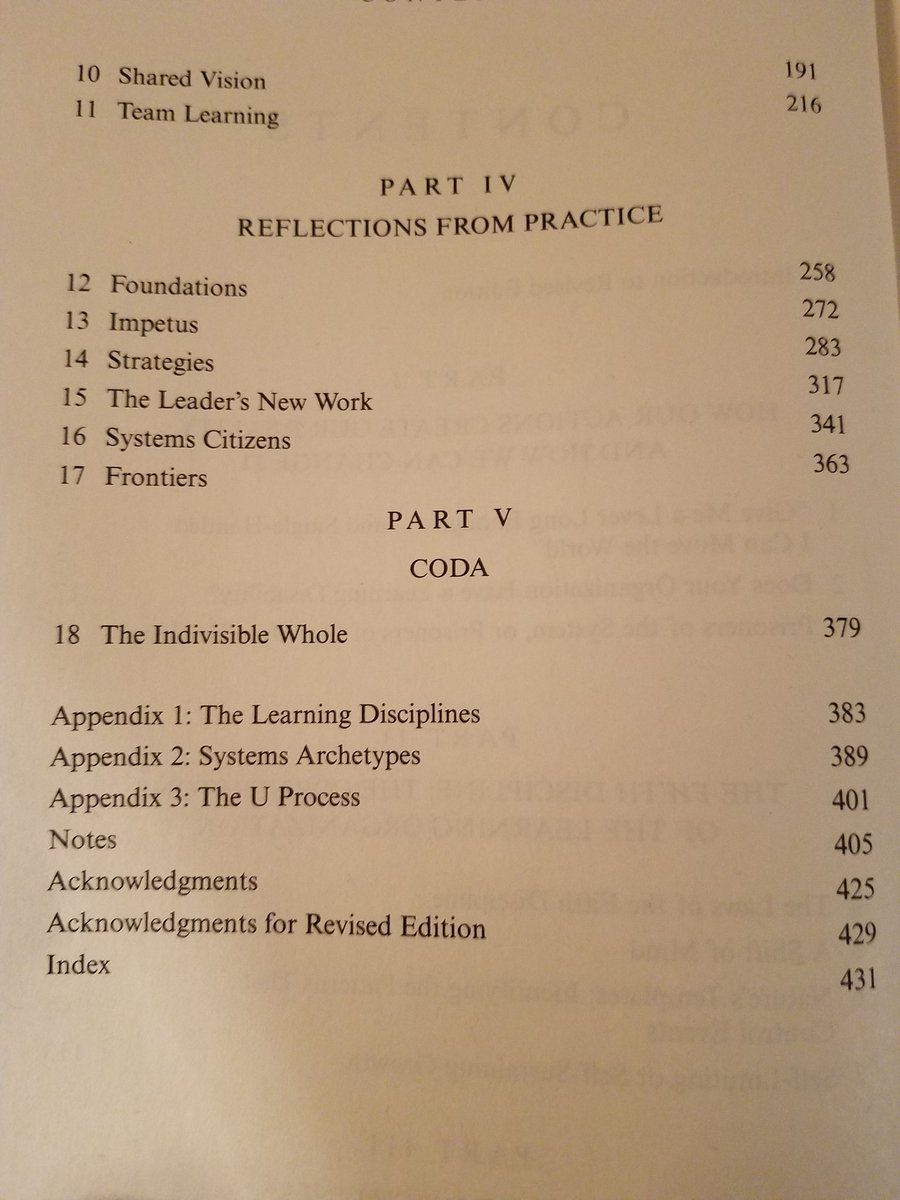 10 Shared Vision 191
11 Team Learning 216
PART IV
REFLECTIONS FROM PRACTICE
12 Foundations 258
13 Impetus 272
14 Strategies 283
15 The Leader's New Work 317
16 Systems Citizens 341
17 Frontiers 363
PART V
CODA
18 The Indivisible Whole 379
Appendix 1: The Learning Disciplines 383
Appendix 2: Systems Archetypes 389
Appendix 3: The U Process 401
Notes 405
Acknowledgments 425
Acknowledgments for Revised Edition 429
Index 431